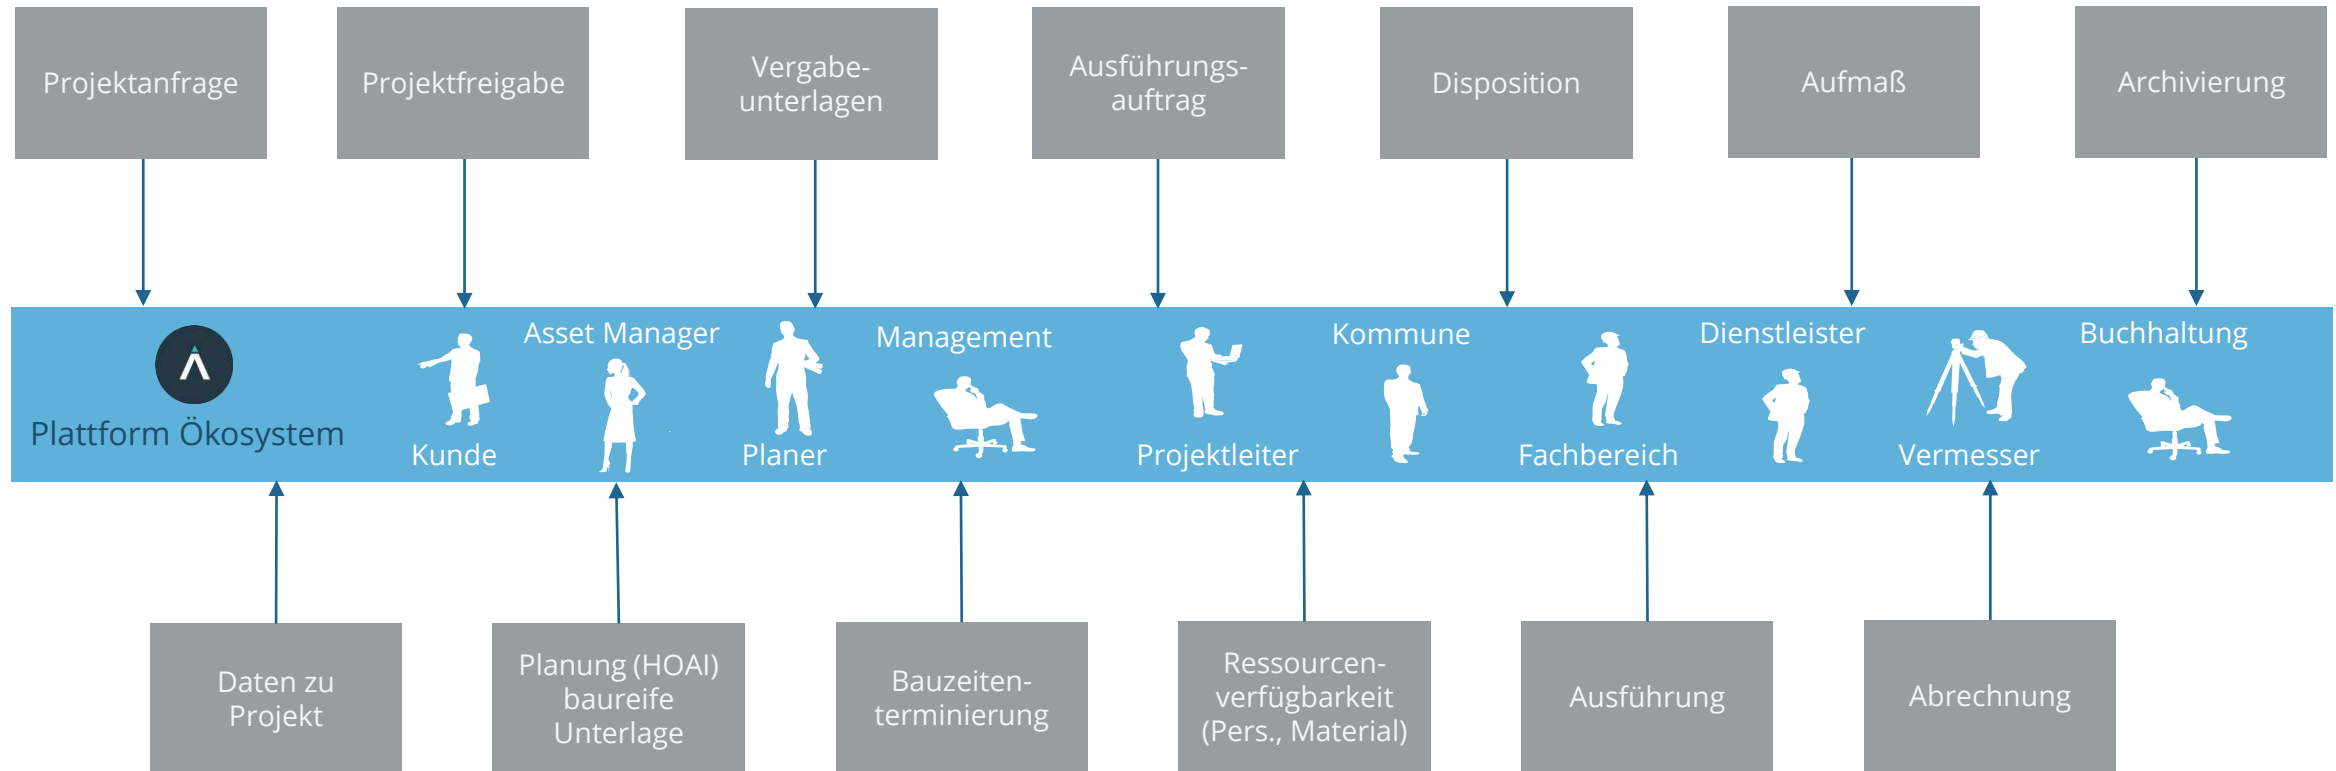 Projektanfrage
Projektfreigabe
Vergabe-
unterlagen
Ausführungs-
auftrag
Disposition
Aufmaß
Archivierung
Plattform Ökosystem
Kunde
Asset Manager
Planer
Management
Projektleiter
Kommune
Fachbereich
Dienstleister
Vermesser
Buchhaltung
Daten zu
Projekt
Planung (HOAI)
baureife
Unterlage
Bauzeiten-
terminierung
Ressourcen-
verfügbarkeit
(Pers., Material)
Ausführung
Abrechnung